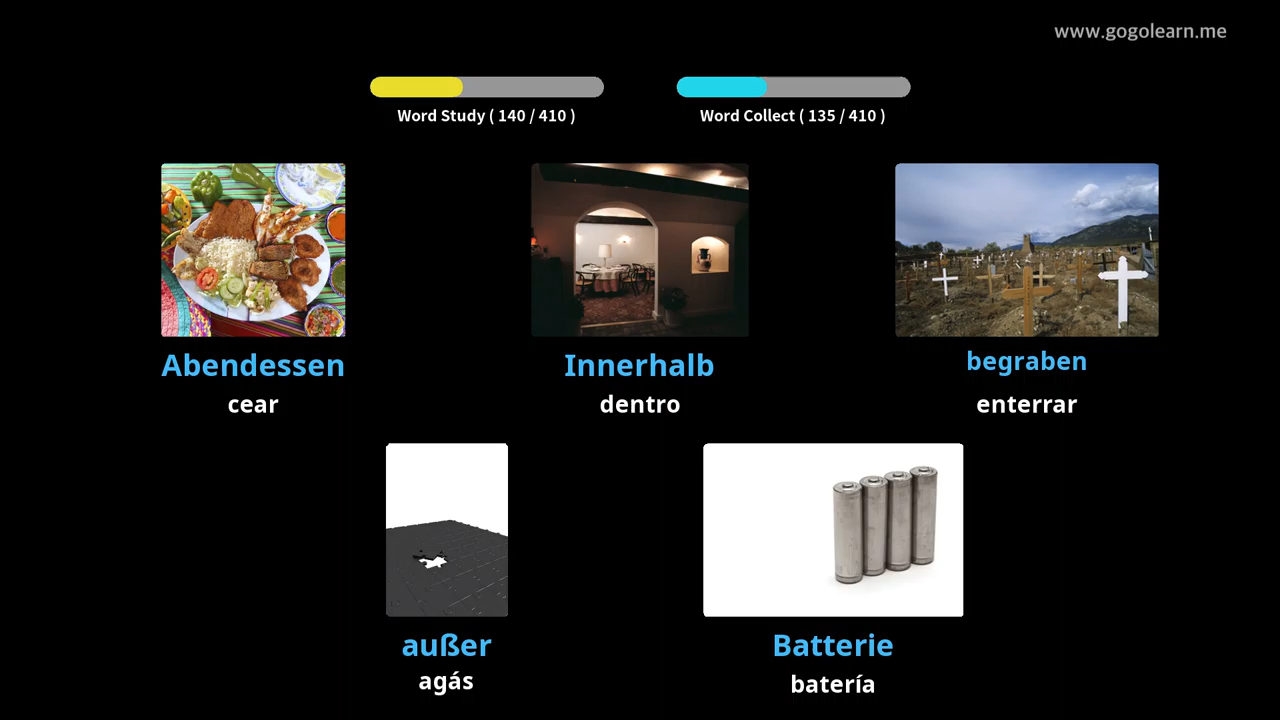 www.gogolearn.me
Word Study ( 140 / 410 )
Word Collect ( 135 / 410 )
Abendessen
cear
Innerhalb
dentro
begraben
enterrar
außer
agás
Batterie
batería